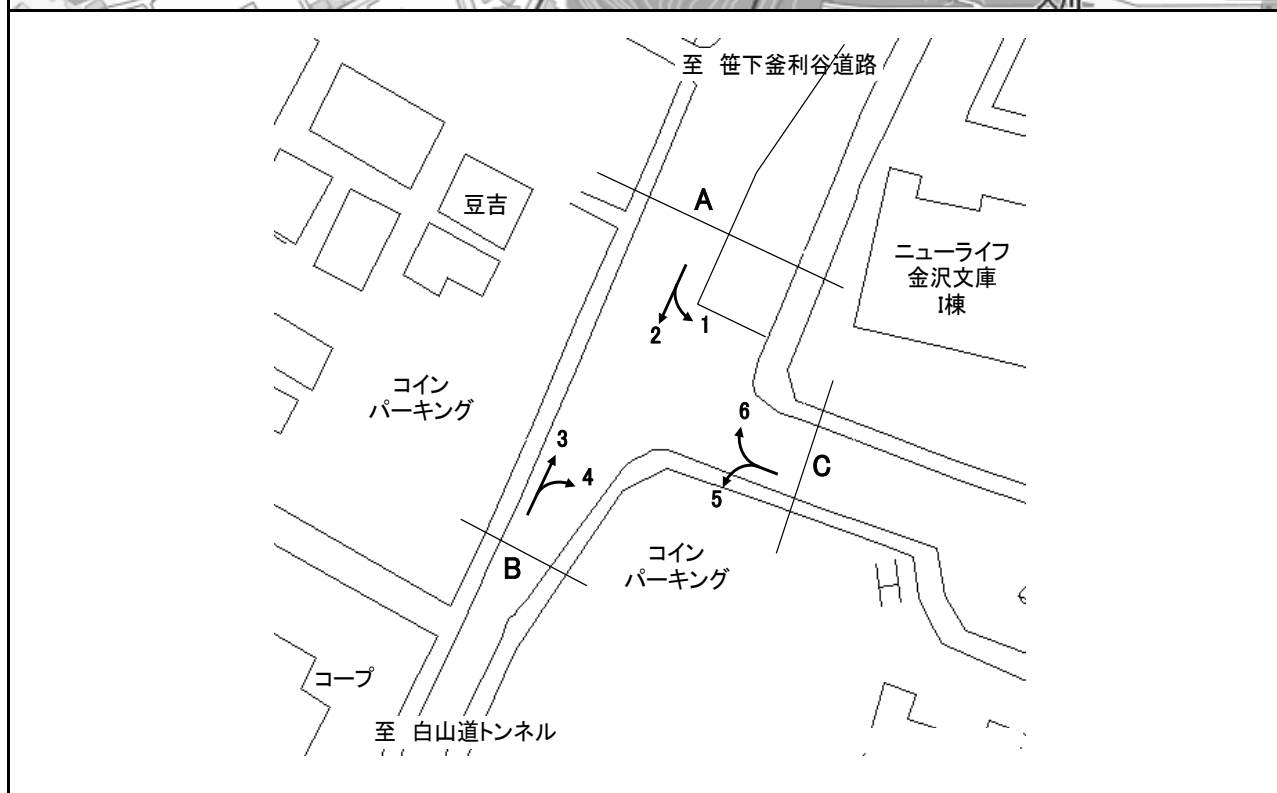 至 笹下釜利谷道路
A
豆吉
ニューライフ
金沢文庫
I棟
1
2
コイン
パーキング
6
3
4
C
5
コイン
パーキング
B
コープ
至 白山道トンネル